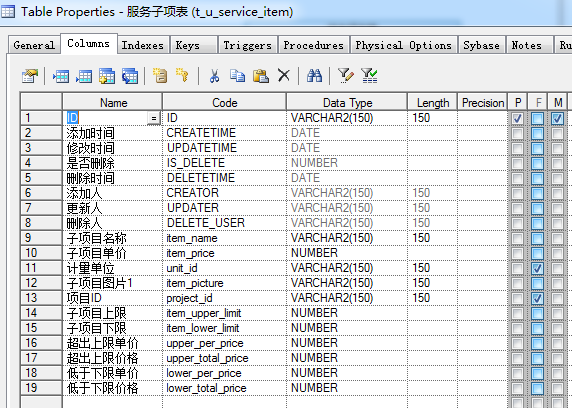 Table Properties - 服务子项表 (t_u_service_item)
General Columns Indexes Keys Triggers Procedures Physical Options Sybase Notes Ru
Name Code Data Type Length Precision P F M
1 ID = ID VARCHAR2(150) 150
2 添加时间 CREATETIME DATE
3 修改时间 UPDATETIME DATE
4 是否删除 IS_DELETE NUMBER
5 删除时间 DELETETIME DATE
6 添加人 CREATOR VARCHAR2(150) 150
7 更新人 UPDATER VARCHAR2(150) 150
8 删除人 DELETE_USER VARCHAR2(150) 150
9 子项目名称 item_name VARCHAR2(150) 150
10 子项目单价 item_price NUMBER
11 计量单位 unit_id VARCHAR2(150) 150
12 子项目图片1 item_picture VARCHAR2(150) 150
13 项目ID project_id VARCHAR2(150) 150
14 子项目上限 item_upper_limit NUMBER
15 子项目下限 item_lower_limit NUMBER
16 超出上限单价 upper_per_price NUMBER
17 超出上限价格 upper_total_price NUMBER
18 低于下限单价 lower_per_price NUMBER
19 低于下限价格 lower_total_price NUMBER